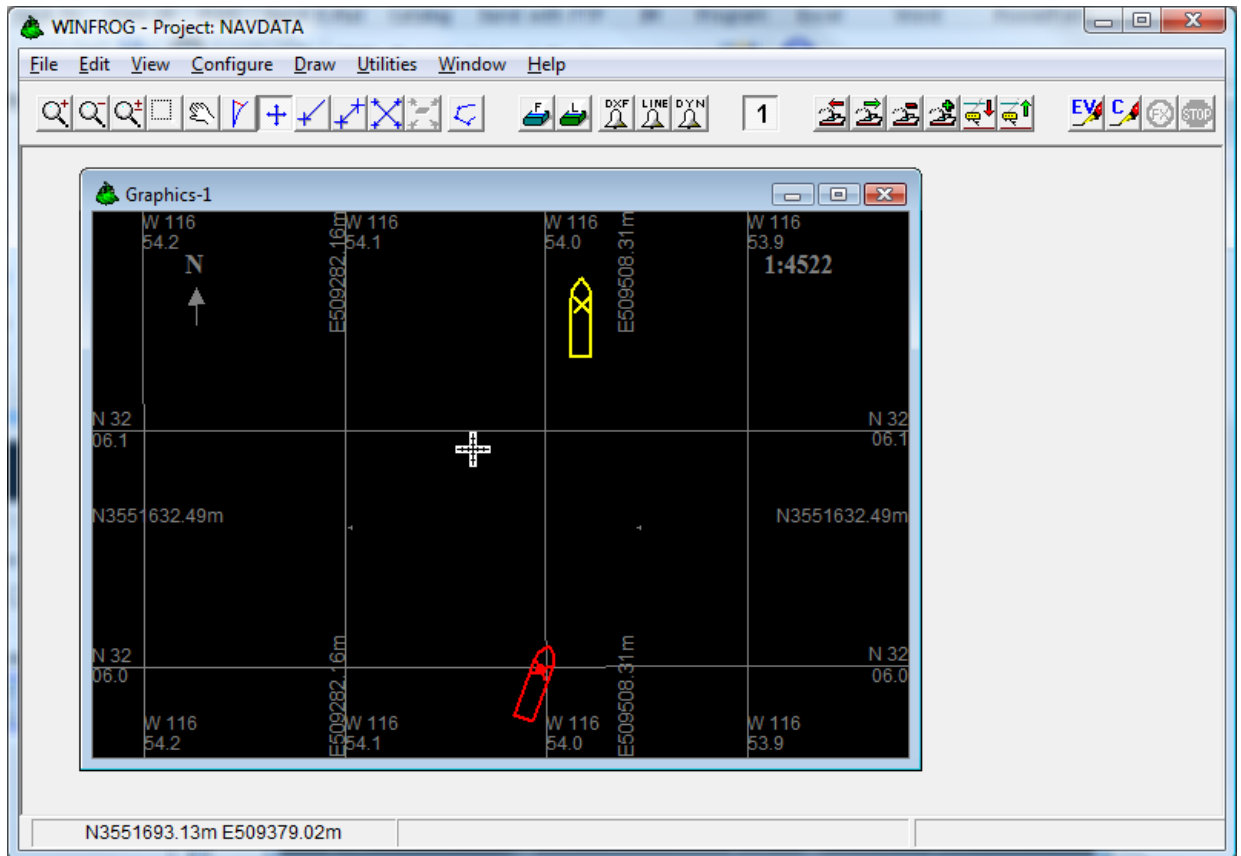 WINFROG - Project: NAVDATA
File Edit View Configure Draw Utilities Window Help
F L DXF LINE DYN 1 EV C FX STOP
Graphics-1
W 116 W 116 W 116 W 116
54.2 54.1 54.0 53.9
N 1:4522
E509282.16m E509508.31m
N 32 N 32
06.1 06.1
N3551632.49m N3551632.49m
N 32 N 32
06.0 06.0
E509282.16m E509508.31m
W 116 W 116 W 116 W 116
54.2 54.1 54.0 53.9
N3551693.13m E509379.02m